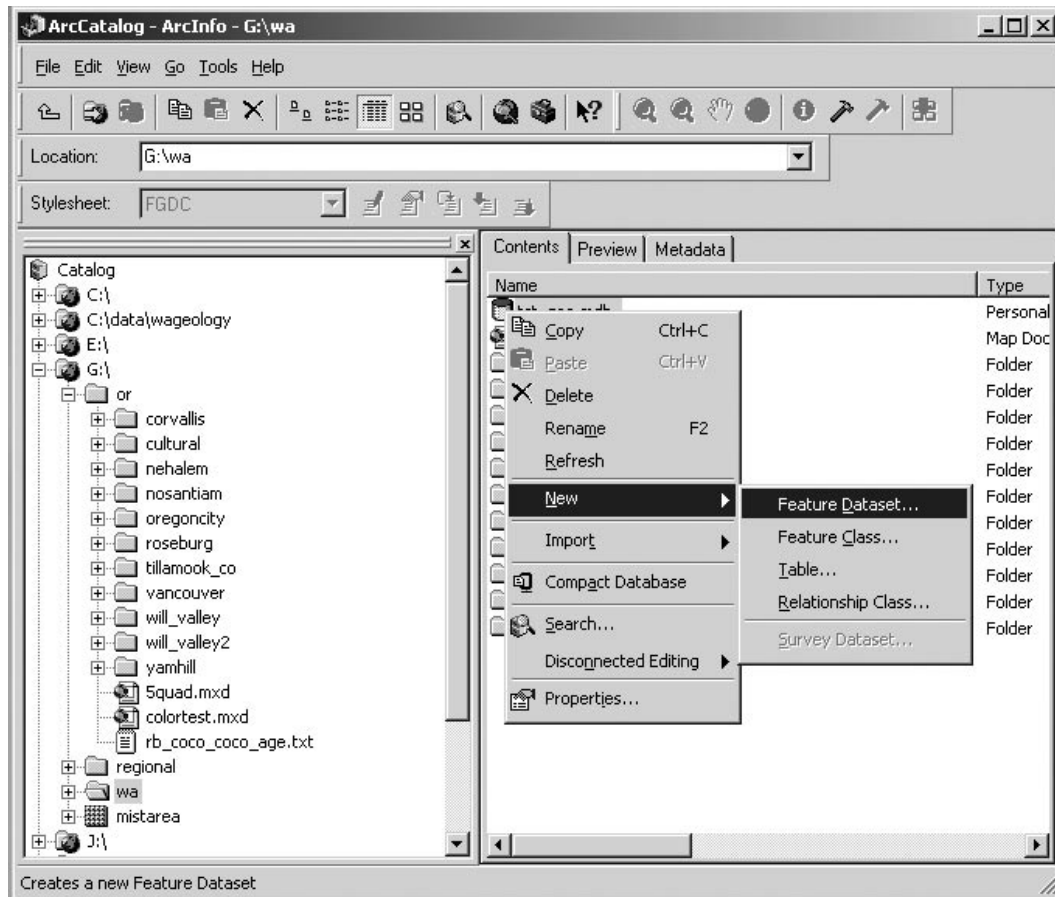 ArcCatalog - ArcInfo - G:\wa
File Edit View Go Tools Help
Location: G:\wa
Stylesheet: FGDC
Catalog
C:\
C:\data\wageology
E:\
G:\
or
corvallis
cultural
nehalem
nosantiam
oregoncity
roseburg
tillamook_co
vancouver
will_valley
will_valley2
yamhill
5quad.mxd
colortest.mxd
rb_coco_coco_age.txt
regional
wa
mistarea
J:\
Contents Preview Metadata
Name Type
Personal
Map Doc
Folder
Folder
Folder
Folder
Folder
Folder
Folder
Folder
Folder
Folder
Folder
Copy Ctrl+C
Paste Ctrl+V
Delete
Rename F2
Refresh
New
Import
Compact Database
Search...
Disconnected Editing
Properties...
Feature Dataset...
Feature Class...
Table...
Relationship Class...
Survey Dataset...
Creates a new Feature Dataset